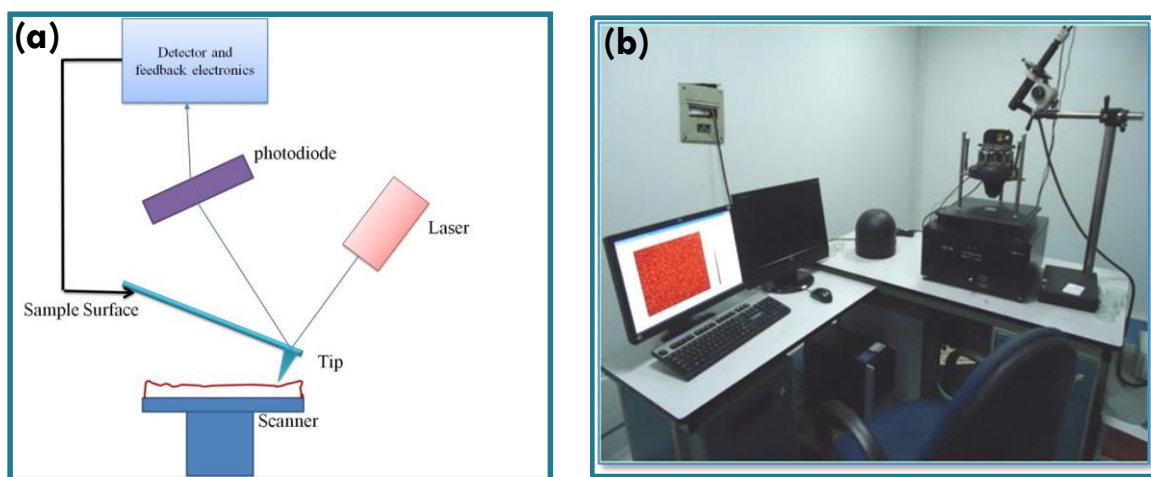 (a)
Detector and
feedback electronics
photodiode
Laser
Sample Surface
Tip
Scanner
(b)